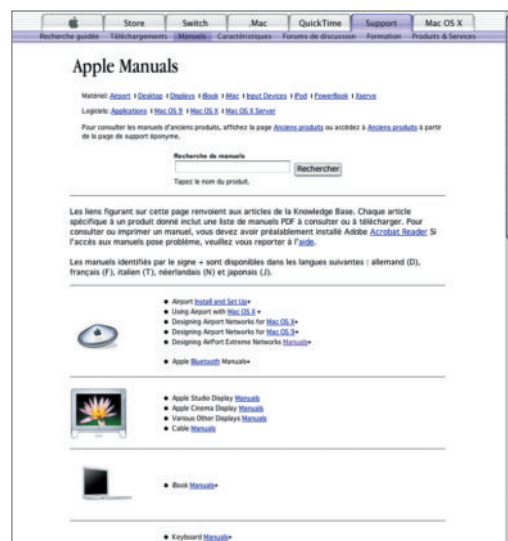 Store Switch .Mac QuickTime Support Mac OS X
Recherche guidée Téléchargements Manuels Caractéristiques Forums de discussion Formation Produits & Services
Apple Manuals
Matériel: Airport | Desktop | Displays | iBook | iMac | Input Devices | iPod | PowerBook | Xserve
Logiciels: Applications | Mac OS 9 | Mac OS X | Mac OS X Server
Pour consulter les manuels d'anciens produits, affichez la page Anciens produits ou accédez à Anciens produits à partir
de la page de support éponyme.
Recherche de manuels
Rechercher
Tapez le nom du produit.
Les liens figurant sur cette page renvoient aux articles de la Knowledge Base. Chaque article
spécifique à un produit donné inclut une liste de manuels PDF à consulter ou à télécharger. Pour
consulter ou imprimer un manuel, vous devez avoir préalablement installé Adobe Acrobat Reader Si
l'accès aux manuels pose problème, veuillez vous reporter à l'aide.
Les manuels identifiés par le signe + sont disponibles dans les langues suivantes : allemand (D),
français (F), italien (T), néerlandais (N) et japonais (J).
• Airport Install and Set Up+
• Using Airport with Mac OS X +
• Designing Airport Networks for Mac OS X+
• Designing Airport Networks for Mac OS 9+
• Designing AirPort Extreme Networks Manuals+
• Apple Bluetooth Manuals+
• Apple Studio Display Manuals
• Apple Cinema Display Manuals
• Various Other Displays Manuals
• Cable Manuals
• iBook Manuals+
• Keyboard Manuals+